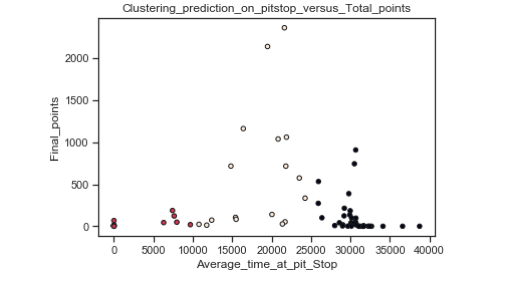 Clustering_prediction_on_pitstop_versus_Total_points
2000
1500
1000
500
0
Final_points
0 5000 10000 15000 20000 25000 30000 35000 40000
Average_time_at_pit_Stop